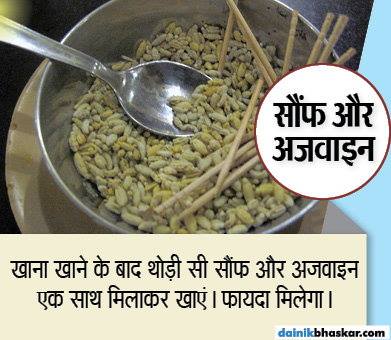 सौंफ और
अजवाइन
खाना खाने के बाद थोड़ी सी सौंफ और अजवाइन
एक साथ मिलाकर खाएं। फायदा मिलेगा।
dainikbhaskar.com